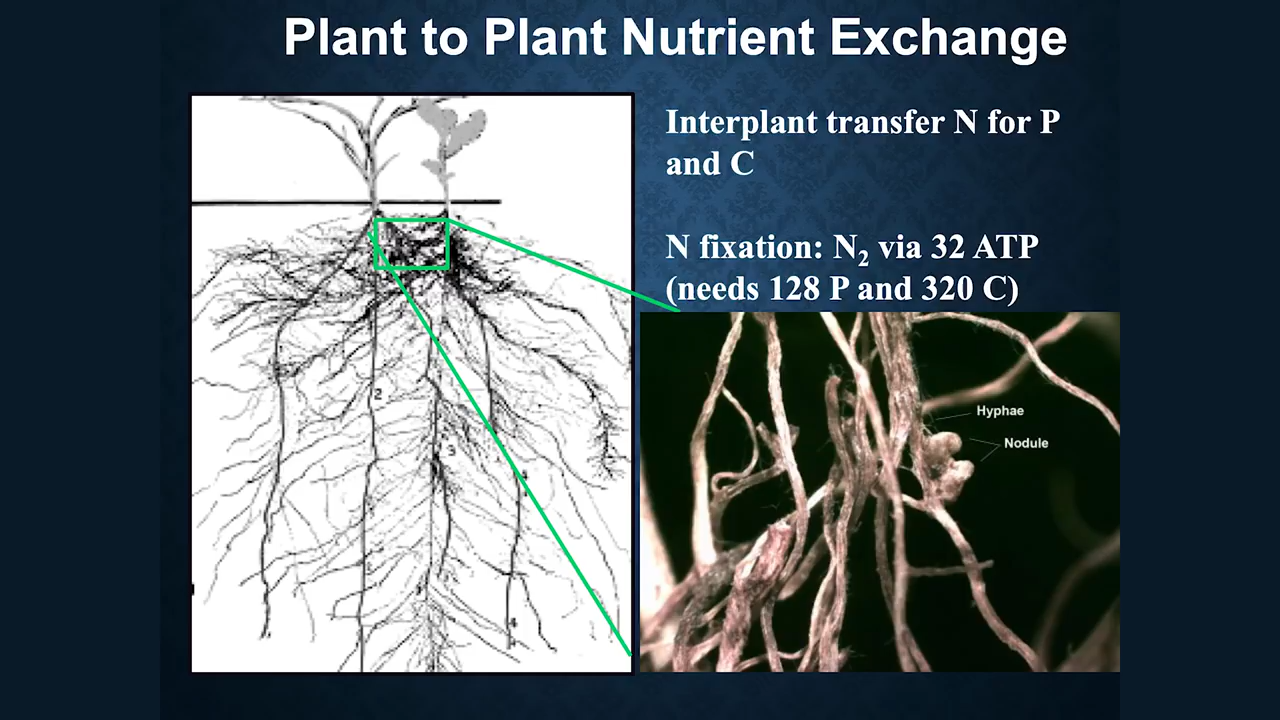 Plant to Plant Nutrient Exchange
Interplant transfer N for P
and C
N fixation: N₂ via 32 ATP
(needs 128 P and 320 C)
Hyphae
Nodule
2
3